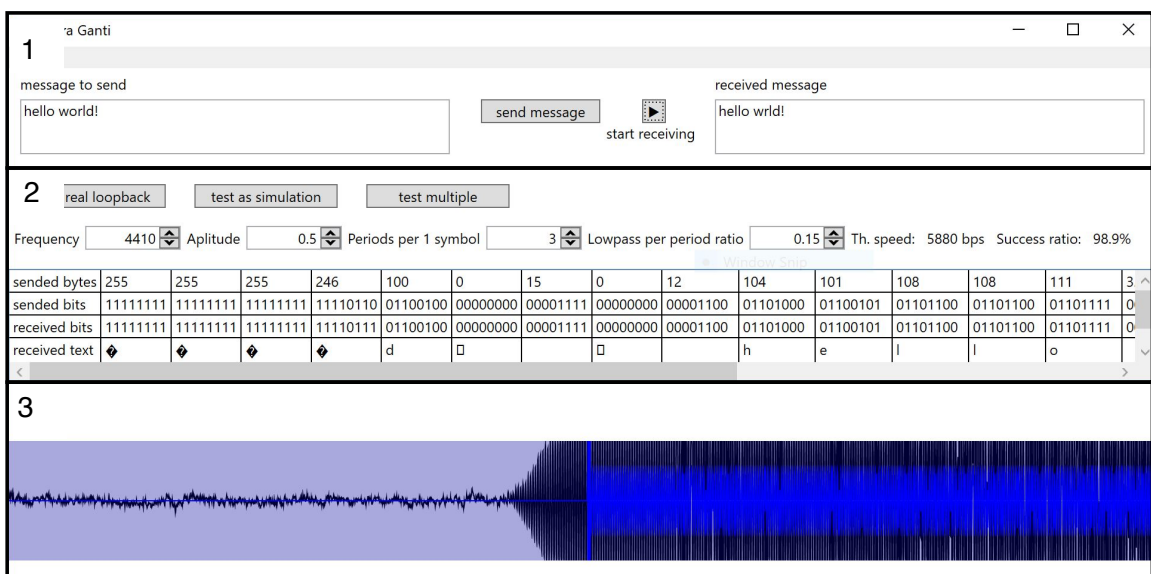 ra Ganti
1
message to send
received message
hello world!
send message
hello wrld!
start receiving
2
real loopback
test as simulation
test multiple
Frequency 4410 Aplitude 0.5 Periods per 1 symbol 3 Lowpass per period ratio 0.15 Th. speed: 5880 bps Success ratio: 98.9%
Window Snip
sended bytes 255 255 255 246 100 0 15 0 12 104 101 108 108 111 3
sended bits 11111111 11111111 11111111 11110110 01100100 00000000 00001111 00000000 00001100 01101000 01100101 01101100 01101100 01101111 0
received bits 11111111 11111111 11111111 11110111 01100100 00000000 00001111 00000000 00001100 01101000 01100101 01101100 01101100 01101111 0
received text � � � � d □ □ h e l l o
3